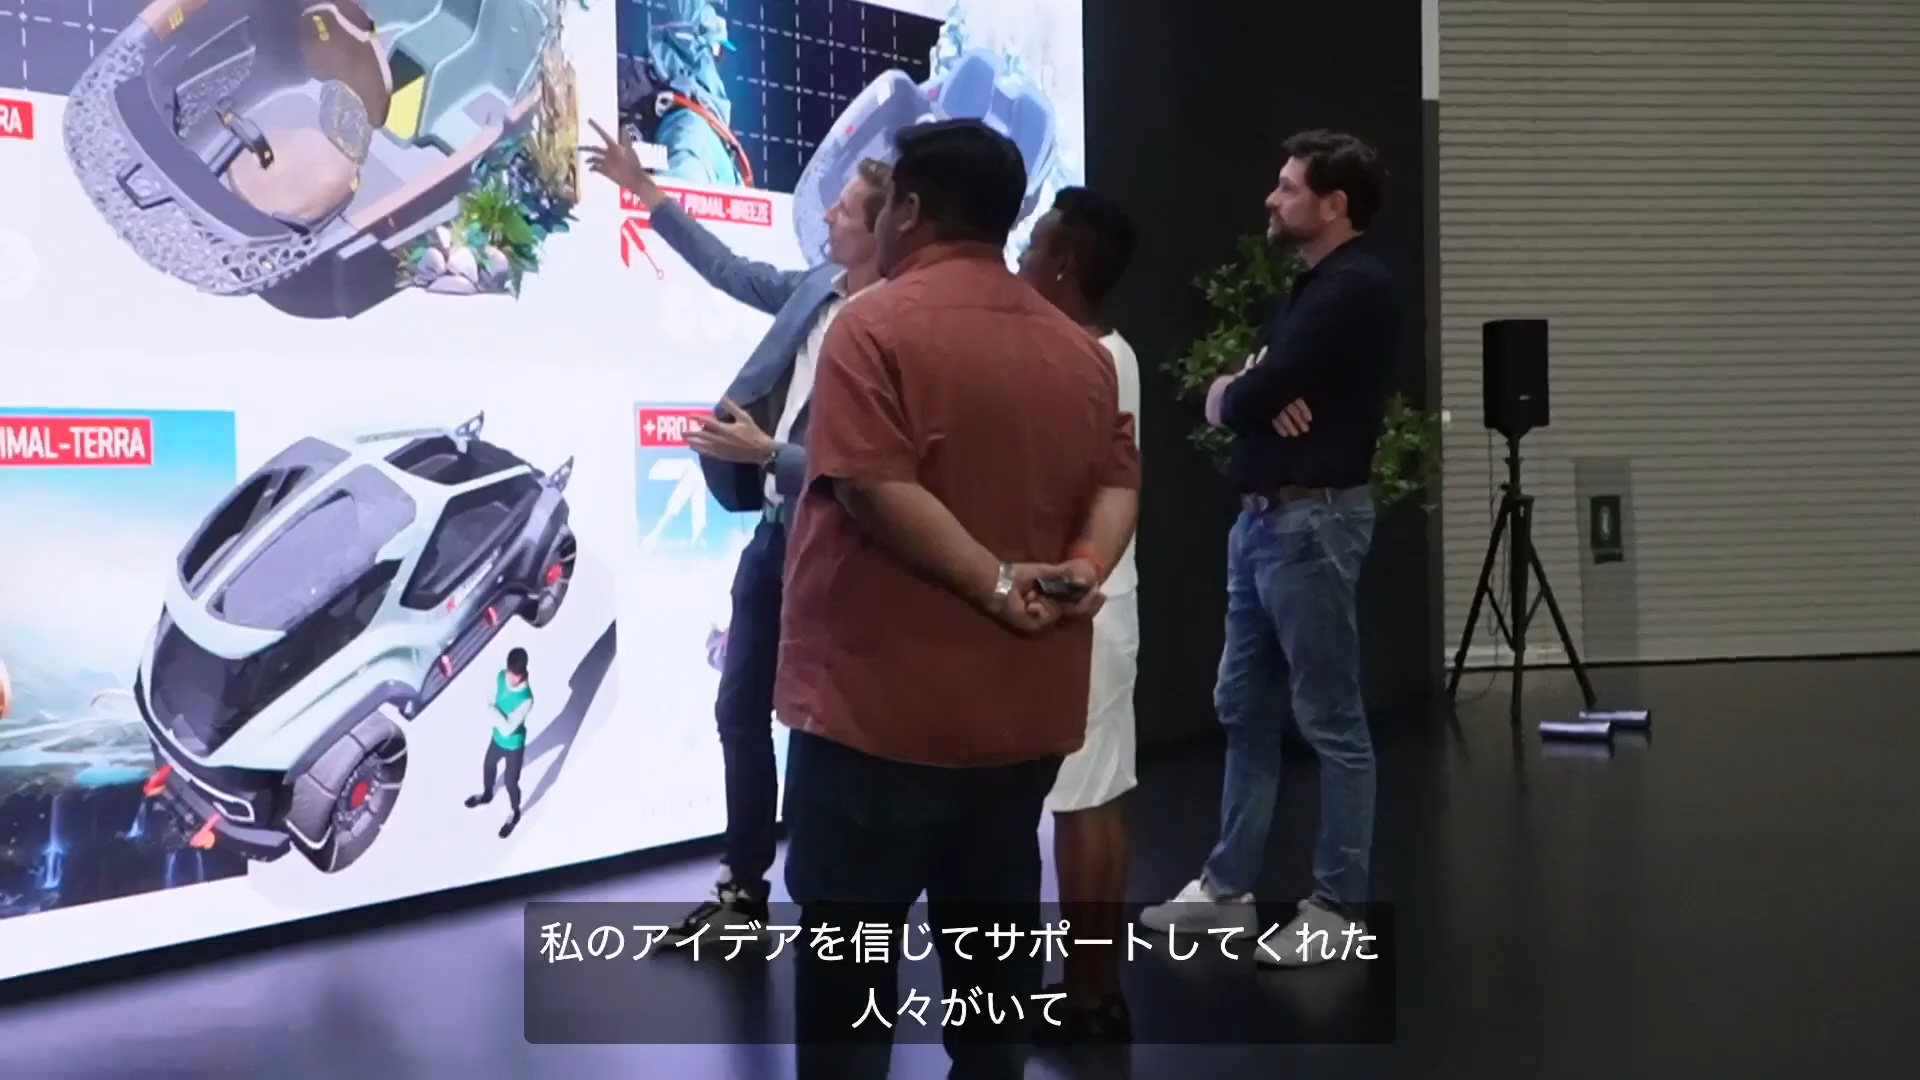 RA
IMAL-TERRA
PRIMAL-BREEZE
+PRO
私のアイデアを信じてサポートしてくれた
人々がいて